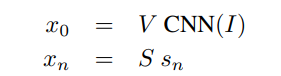 x₀ = V CNN(I)
xₙ = S sₙ